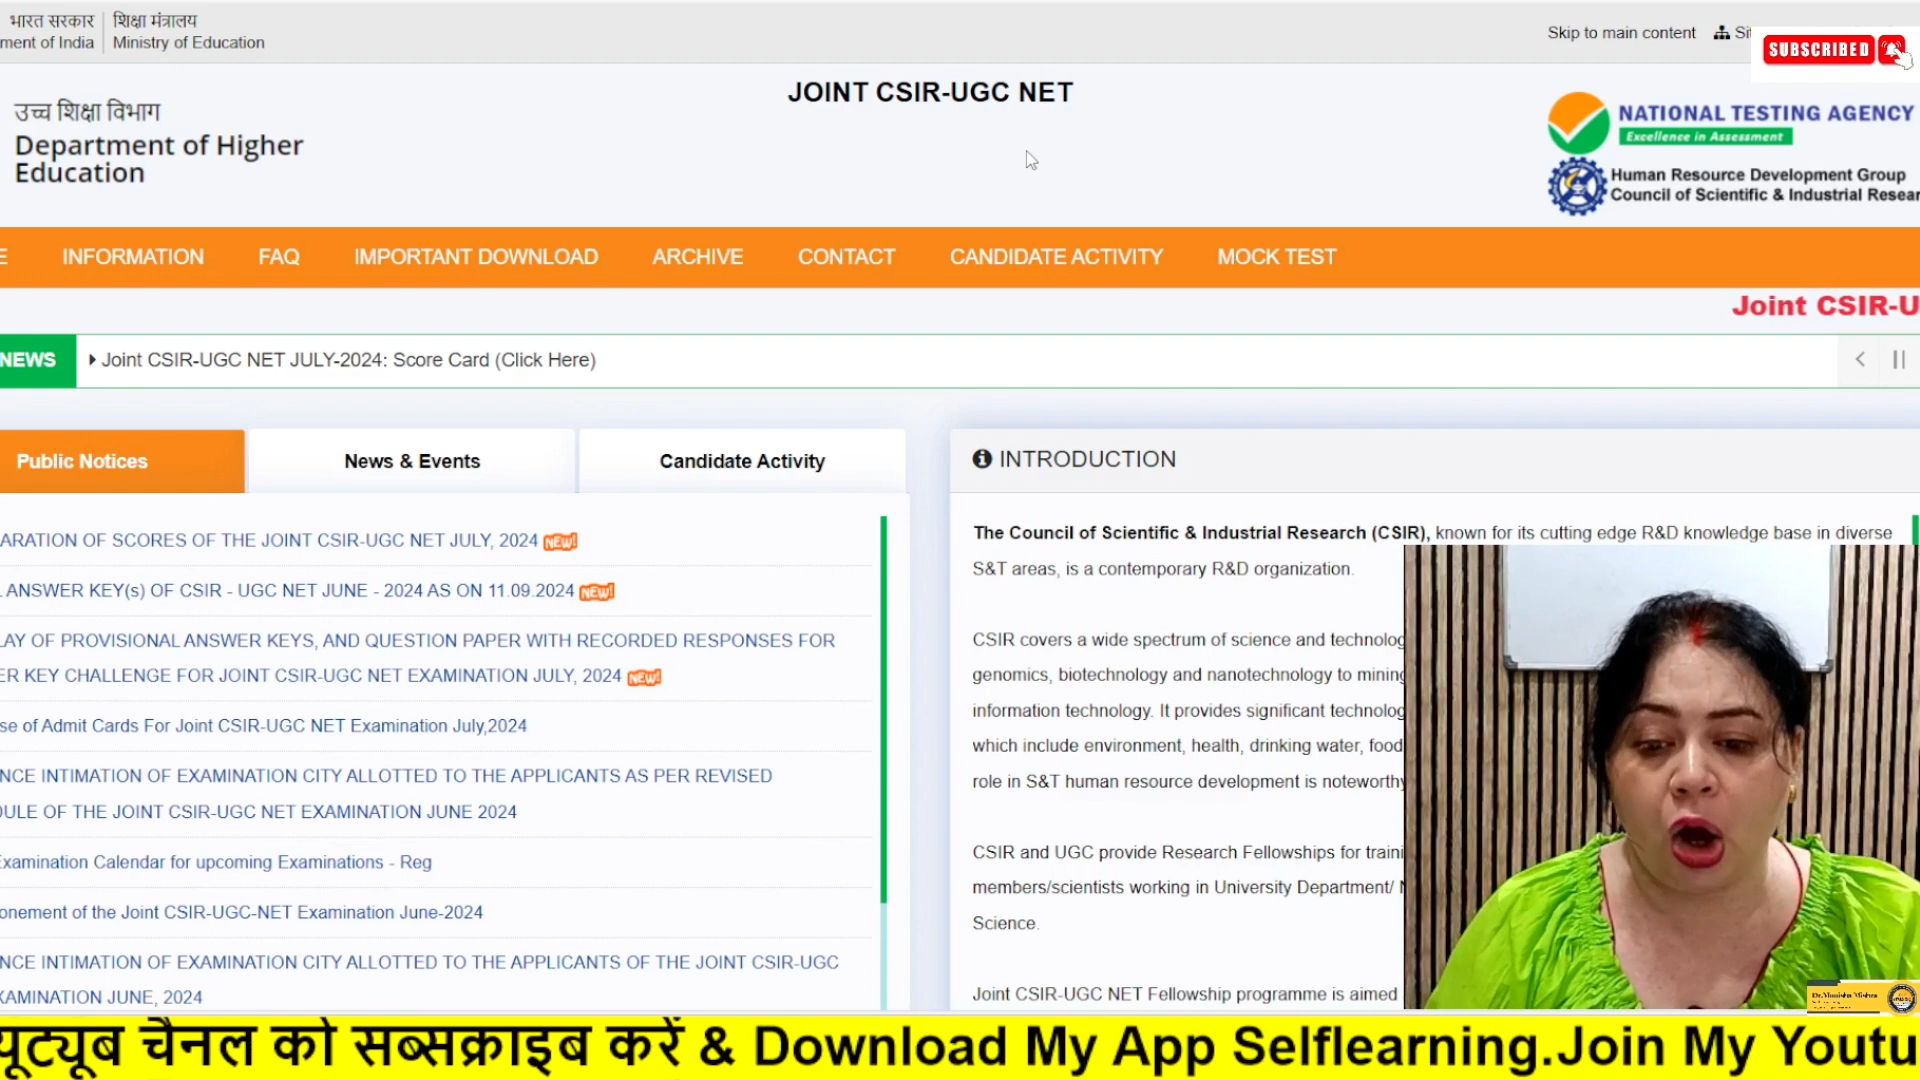 भारत सरकार
शिक्षा मंत्रालय
ment of India
Ministry of Education
Skip to main content
Sit
SUBSCRIBED
उच्च शिक्षा विभाग
Department of Higher
Education
JOINT CSIR-UGC NET
NATIONAL TESTING AGENCY
Excellence in Assessment
Human Resource Development Group
Council of Scientific & Industrial Resear
E
INFORMATION
FAQ
IMPORTANT DOWNLOAD
ARCHIVE
CONTACT
CANDIDATE ACTIVITY
MOCK TEST
Joint CSIR-U
NEWS
Joint CSIR-UGC NET JULY-2024: Score Card (Click Here)
Public Notices
News & Events
Candidate Activity
ARATION OF SCORES OF THE JOINT CSIR-UGC NET JULY, 2024 NEW!
ANSWER KEY(s) OF CSIR - UGC NET JUNE - 2024 AS ON 11.09.2024 NEW!
LAY OF PROVISIONAL ANSWER KEYS, AND QUESTION PAPER WITH RECORDED RESPONSES FOR
ER KEY CHALLENGE FOR JOINT CSIR-UGC NET EXAMINATION JULY, 2024 NEW!
se of Admit Cards For Joint CSIR-UGC NET Examination July,2024
NCE INTIMATION OF EXAMINATION CITY ALLOTTED TO THE APPLICANTS AS PER REVISED
DULE OF THE JOINT CSIR-UGC NET EXAMINATION JUNE 2024
Examination Calendar for upcoming Examinations - Reg
onement of the Joint CSIR-UGC-NET Examination June-2024
NCE INTIMATION OF EXAMINATION CITY ALLOTTED TO THE APPLICANTS OF THE JOINT CSIR-UGC
XAMINATION JUNE, 2024
INTRODUCTION
The Council of Scientific & Industrial Research (CSIR), known for its cutting edge R&D knowledge base in diverse
S&T areas, is a contemporary R&D organization.
CSIR covers a wide spectrum of science and technolog
genomics, biotechnology and nanotechnology to mining
information technology. It provides significant technolog
which include environment, health, drinking water, food
role in S&T human resource development is noteworthy
CSIR and UGC provide Research Fellowships for traini
members/scientists working in University Department/ N
Science.
Joint CSIR-UGC NET Fellowship programme is aimed
Dr.Monisha Mishra
यूट्यूब चैनल को सब्सक्राइब करें & Download My App Selflearning.Join My Youtu